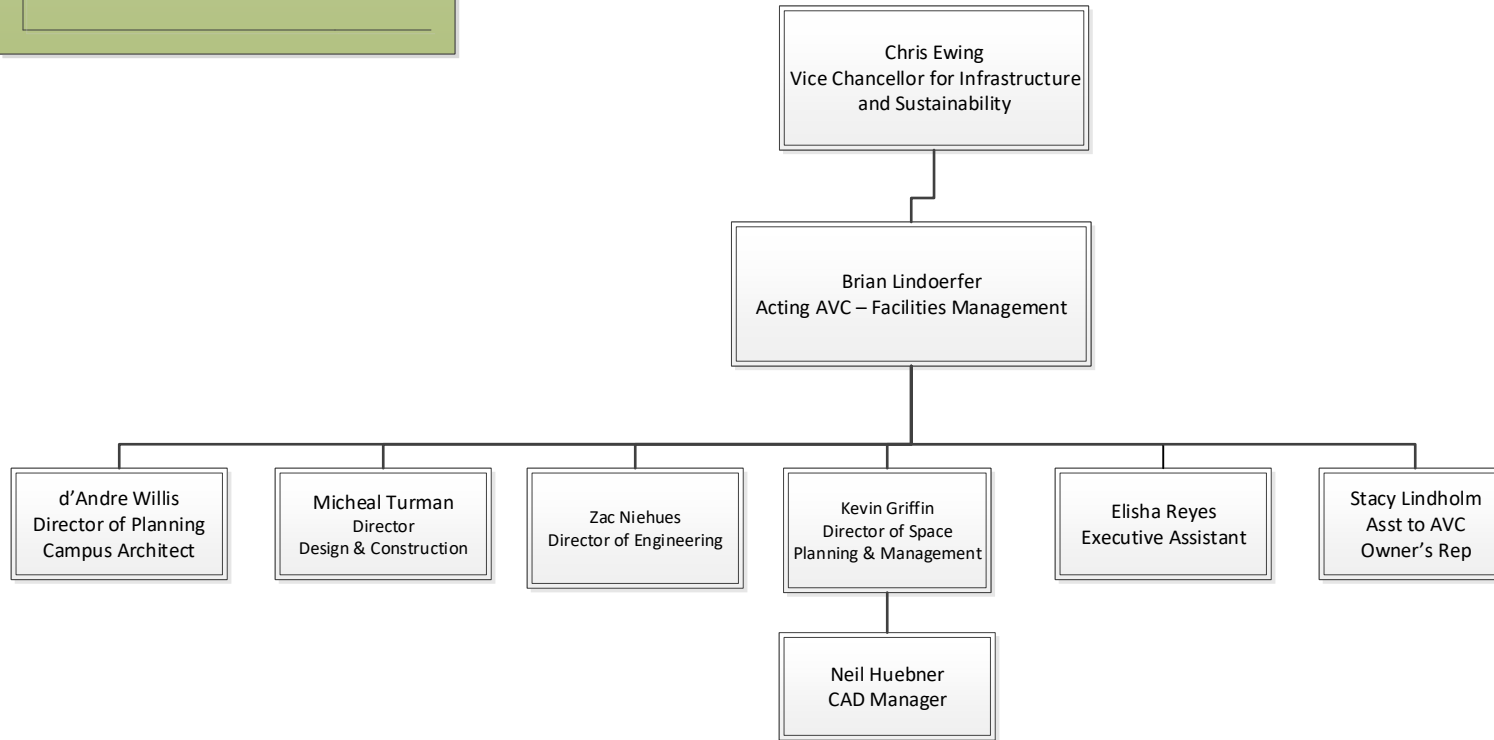 Chris Ewing
Vice Chancellor for Infrastructure
and Sustainability
Brian Lindoerfer
Acting AVC – Facilities Management
d’Andre Willis
Director of Planning
Campus Architect
Micheal Turman
Director
Design & Construction
Zac Niehues
Director of Engineering
Kevin Griffin
Director of Space
Planning & Management
Elisha Reyes
Executive Assistant
Stacy Lindholm
Asst to AVC
Owner’s Rep
Neil Huebner
CAD Manager